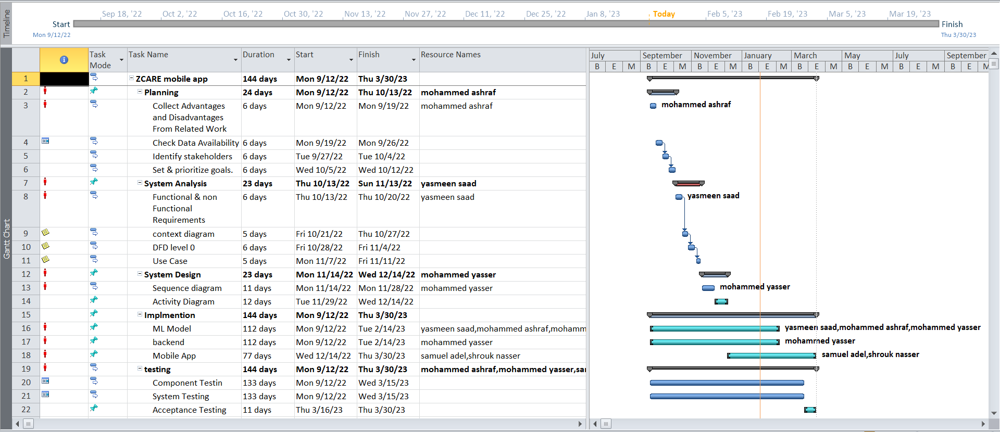 Timeline
Sep 18, '22 Oct 2, '22 Oct 16, '22 Oct 30, '22 Nov 13, '22 Nov 27, '22 Dec 11, '22 Dec 25, '22 Jan 8, '23 Today Feb 5, '23 Feb 19, '23 Mar 5, '23 Mar 19, '23
Start
Mon 9/12/22
Finish
Thu 3/30/23
Gantt Chart
Task Mode Task Name Duration Start Finish Resource Names
July September November January March May July September
B E M B E M B E M B E M B E M B E M B E M B E M
1 ZCARE mobile app 144 days Mon 9/12/22 Thu 3/30/23
2 Planning 24 days Mon 9/12/22 Thu 10/13/22 mohammed ashraf
3 Collect Advantages 6 days Mon 9/12/22 Mon 9/19/22 mohammed ashraf mohammed ashraf
and Disadvantages
From Related Work
4 Check Data Availability 6 days Mon 9/19/22 Mon 9/26/22
5 Identify stakeholders 6 days Tue 9/27/22 Tue 10/4/22
6 Set & prioritize goals. 6 days Wed 10/5/22 Wed 10/12/22
7 System Analysis 23 days Thu 10/13/22 Sun 11/13/22 yasmeen saad
8 Functional & non 6 days Thu 10/13/22 Thu 10/20/22 yasmeen saad yasmeen saad
Functional
Requirements
9 context diagram 5 days Fri 10/21/22 Thu 10/27/22
10 DFD level 0 6 days Fri 10/28/22 Fri 11/4/22
11 Use Case 5 days Mon 11/7/22 Fri 11/11/22
12 System Design 23 days Mon 11/14/22 Wed 12/14/22 mohammed yasser
13 Sequence diagram 11 days Mon 11/14/22 Mon 11/28/22 mohammed yasser mohammed yasser
14 Activity Diagram 12 days Tue 11/29/22 Wed 12/14/22
15 Implmention 144 days Mon 9/12/22 Thu 3/30/23
16 ML Model 112 days Mon 9/12/22 Tue 2/14/23 yasmeen saad,mohammed ashraf,mohamm yasmeen saad,mohammed ashraf,mohammed yasser
17 backend 112 days Mon 9/12/22 Tue 2/14/23 mohammed yasser mohammed yasser
18 Mobile App 77 days Wed 12/14/22 Thu 3/30/23 samuel adel,shrouk nasser samuel adel,shrouk nasser
19 testing 144 days Mon 9/12/22 Thu 3/30/23 mohammed ashraf,mohammed yasser,sar
20 Component Testin 133 days Mon 9/12/22 Wed 3/15/23
21 System Testing 133 days Mon 9/12/22 Wed 3/15/23
22 Acceptance Testing 11 days Thu 3/16/23 Thu 3/30/23